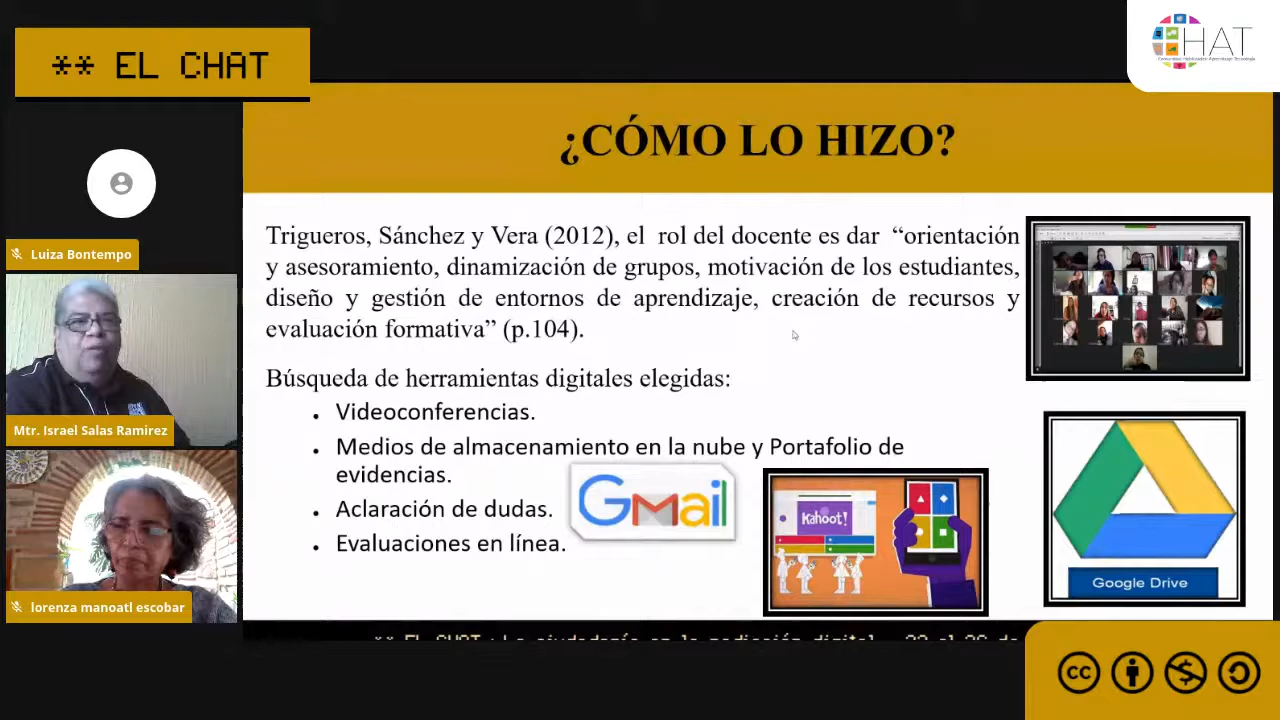 ** EL CHAT
HAT
¿CÓMO LO HIZO?
Luiza Bontempo
Mtr. Israel Salas Ramirez
lorenza manoatl escobar
Trigueros, Sánchez y Vera (2012), el rol del docente es dar “orientación
y asesoramiento, dinamización de grupos, motivación de los estudiantes,
diseño y gestión de entornos de aprendizaje, creación de recursos y
evaluación formativa” (p.104).
Búsqueda de herramientas digitales elegidas:
• Videoconferencias.
• Medios de almacenamiento en la nube y Portafolio de
evidencias.
• Aclaración de dudas.
• Evaluaciones en línea.
Gmail
Kahoot!
Google Drive
cc